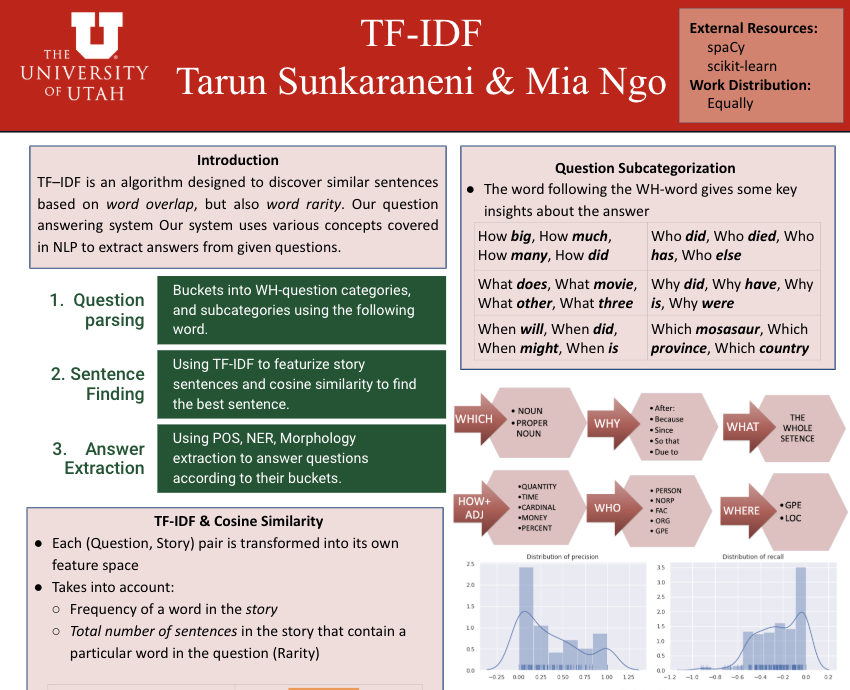 THE
UNIVERSITY
OF UTAH
TF-IDF
Tarun Sunkaraneni & Mia Ngo
External Resources:
spaCy
scikit-learn
Work Distribution:
Equally
Introduction
TF–IDF is an algorithm designed to discover similar sentences
based on word overlap, but also word rarity. Our question
answering system Our system uses various concepts covered
in NLP to extract answers from given questions.
1. Question
parsing
Buckets into WH-question categories,
and subcategories using the following
word.
2. Sentence
Finding
Using TF-IDF to featurize story
sentences and cosine similarity to find
the best sentence.
3. Answer
Extraction
Using POS, NER, Morphology
extraction to answer questions
according to their buckets.
TF-IDF & Cosine Similarity
● Each (Question, Story) pair is transformed into its own
feature space
● Takes into account:
○ Frequency of a word in the story
○ Total number of sentences in the story that contain a
particular word in the question (Rarity)
Question Subcategorization
● The word following the WH-word gives some key
insights about the answer
How big, How much,
How many, How did
Who did, Who died, Who
has, Who else
What does, What movie,
What other, What three
Why did, Why have, Why
is, Why were
When will, When did,
When might, When is
Which mosasaur, Which
province, Which country
WHICH
• NOUN
• PROPER
NOUN
WHY
• After:
• Because
• Since
• So that
• Due to
WHAT
THE
WHOLE
SETENCE
HOW+
ADJ
•QUANTITY
•TIME
•CARDINAL
•MONEY
•PERCENT
WHO
• PERSON
• NORP
• FAC
• ORG
• GPE
WHERE
•GPE
•LOC
Distribution of precision
2.5
2.0
1.5
1.0
0.5
0.0
−0.25 0.00 0.25 0.50 0.75 1.00 1.25
Distribution of recall
3.5
3.0
2.5
2.0
1.5
1.0
0.5
0.0
−1.2 −1.0 −0.8 −0.6 −0.4 −0.2 0.0 0.2